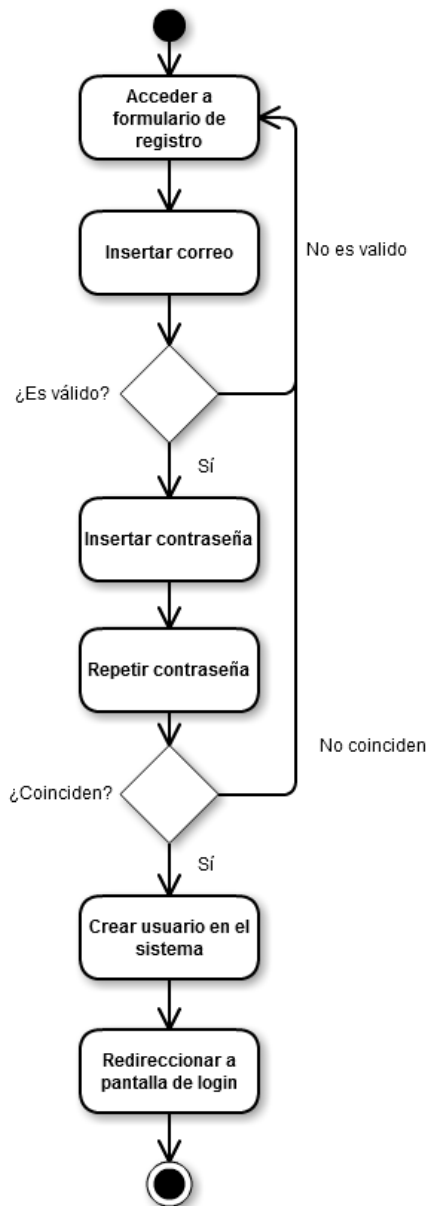 Acceder a
formulario de
registro
Insertar correo
No es valido
¿Es válido?
Sí
Insertar contraseña
Repetir contraseña
No coinciden
¿Coinciden?
Sí
Crear usuario en el
sistema
Redireccionar a
pantalla de login